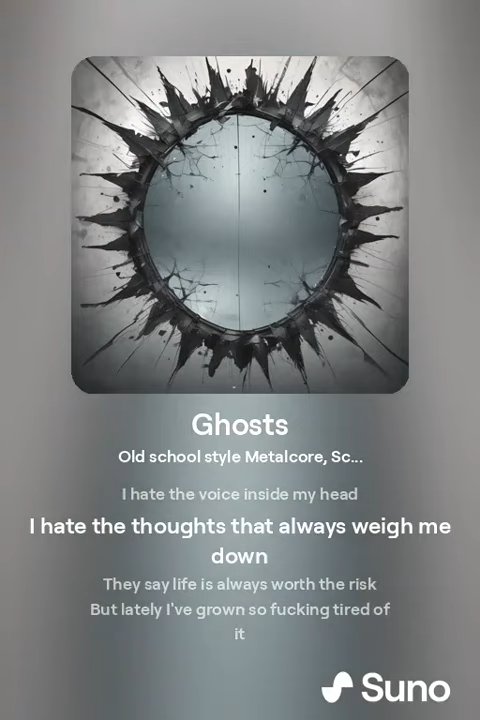 Ghosts
Old school style Metalcore, Sc...
I hate the voice inside my head
I hate the thoughts that always weigh me
down
They say life is always worth the risk
But lately I've grown so fucking tired of
it
Suno